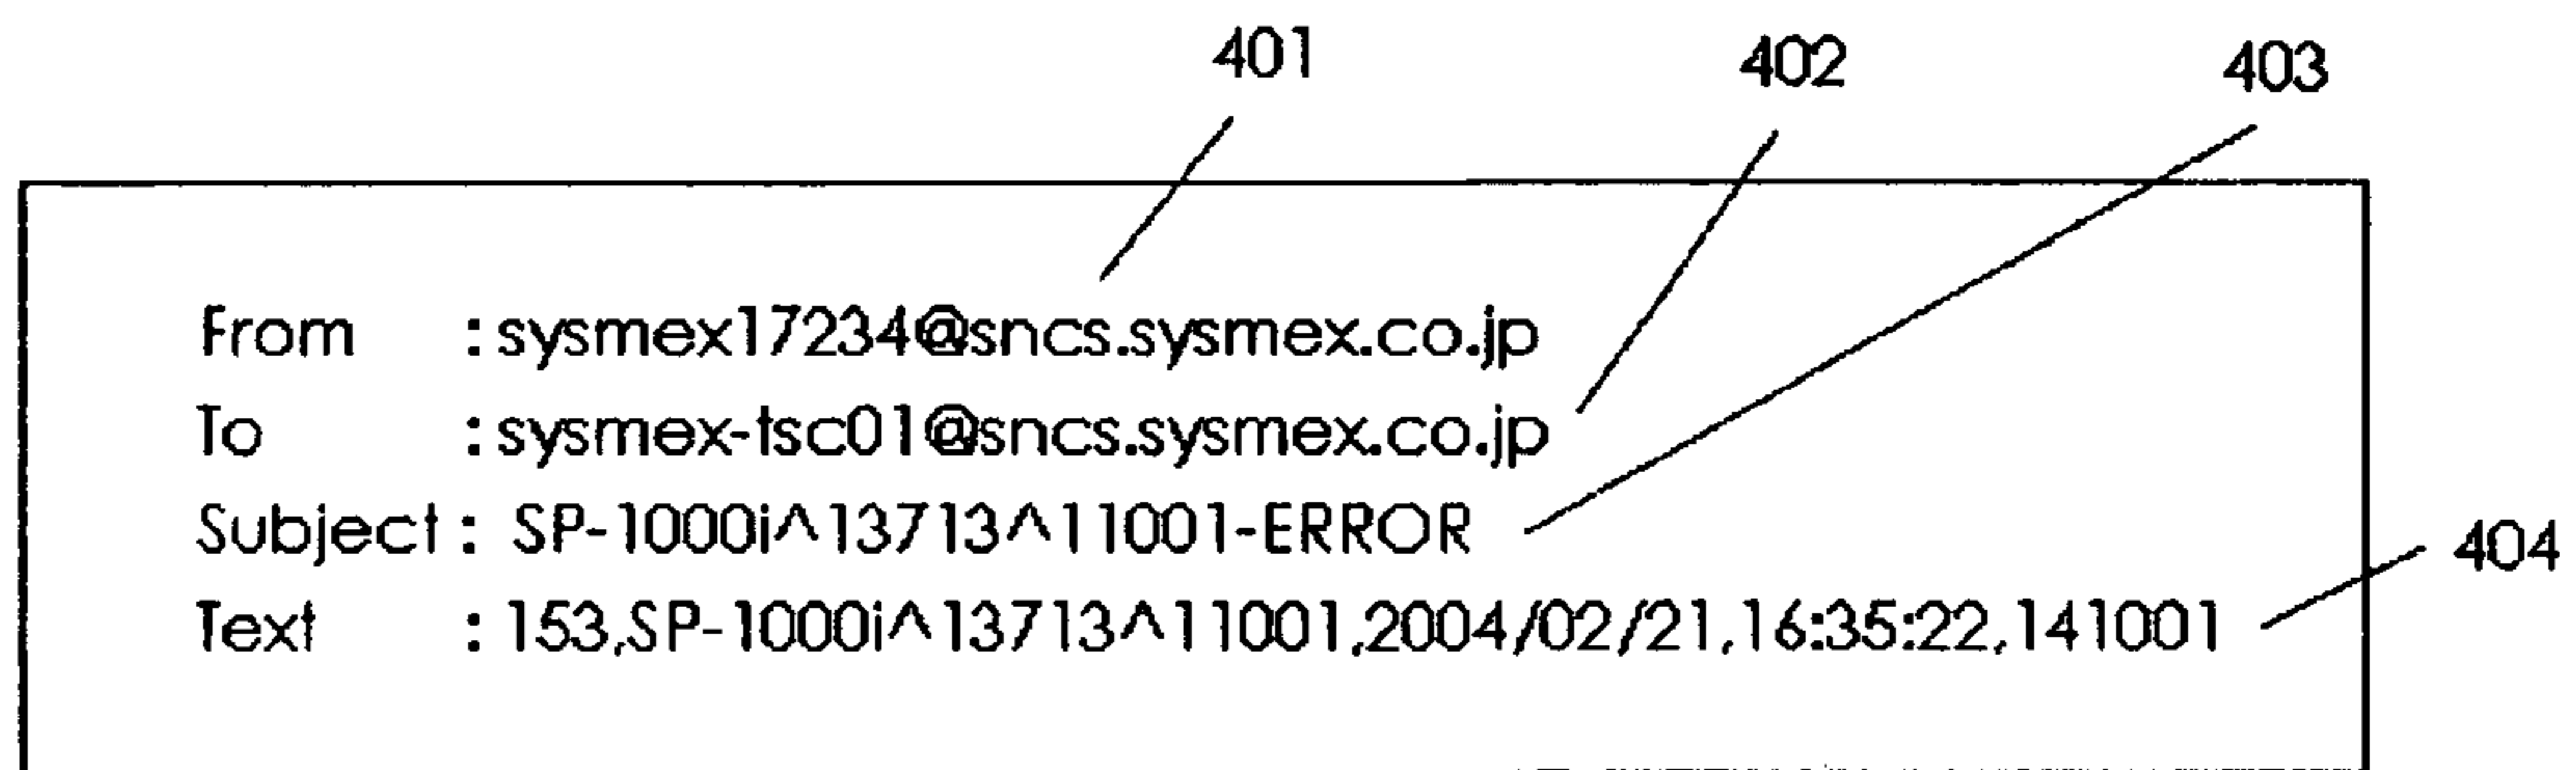 401 402 403
From :sysmex17234@sncs.sysmex.co.jp
To :sysmex-tsc01@sncs.sysmex.co.jp
Subject : SP-1000i^13713^11001-ERROR
404
Text :153,SP-1000i^13713^11001,2004/02/21,16:35:22,141001